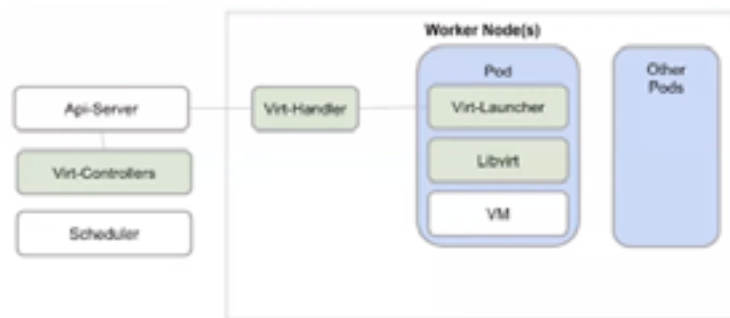 Worker Node(s)
Pod
Other
Pods
Api-Server
Virt-Handler
Virt-Launcher
Virt-Controllers
Libvirt
Scheduler
VM